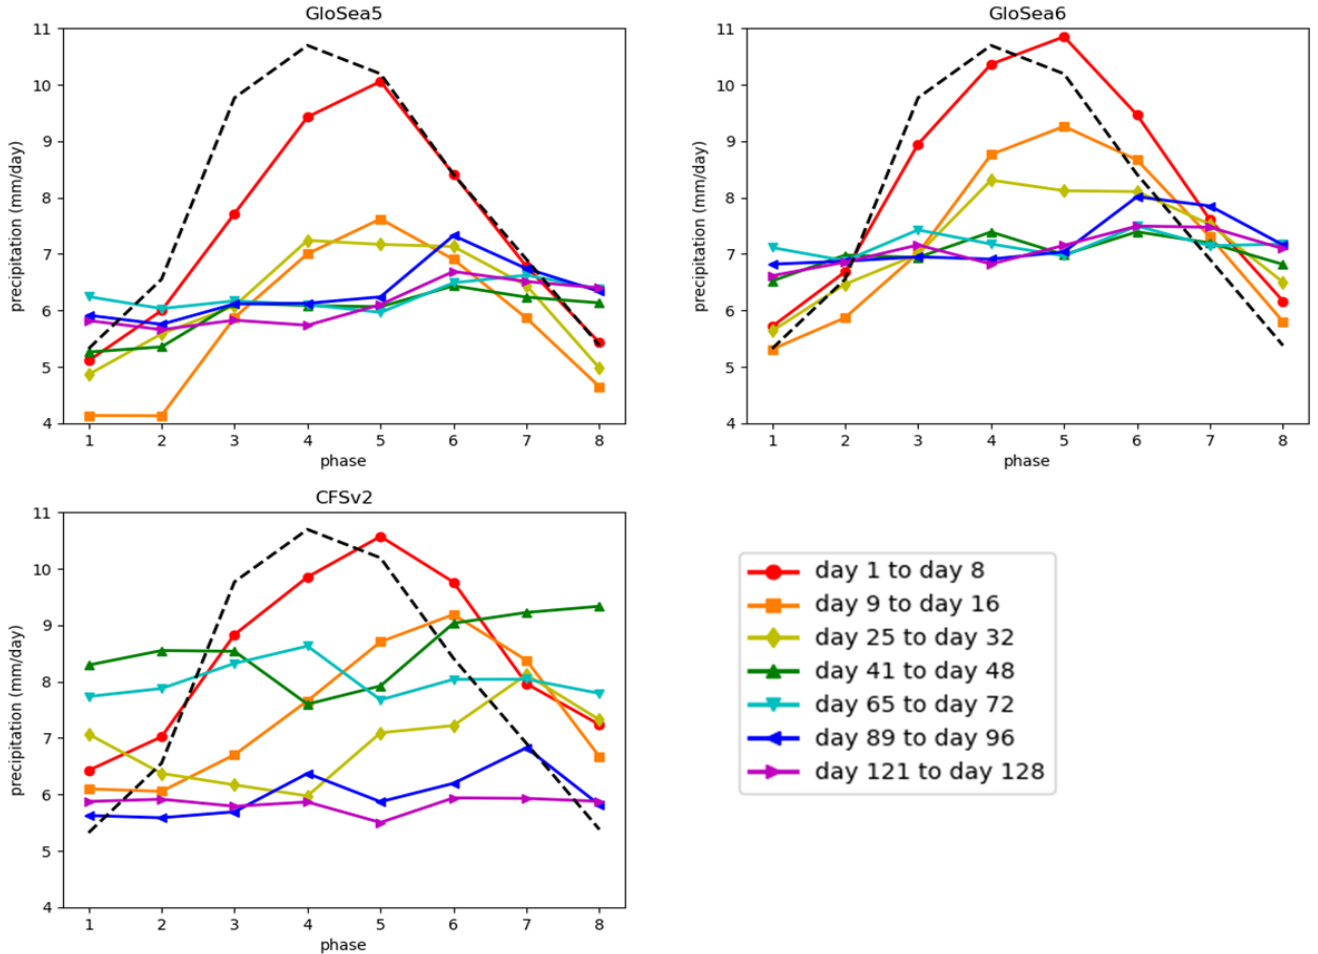 GloSea5
11
10
9
8
7
6
5
4
precipitation (mm/day)
1 2 3 4 5 6 7 8
phase
GloSea6
11
10
9
8
7
6
5
4
precipitation (mm/day)
1 2 3 4 5 6 7 8
phase
CFSv2
11
10
9
8
7
6
5
4
precipitation (mm/day)
1 2 3 4 5 6 7 8
phase
day 1 to day 8
day 9 to day 16
day 25 to day 32
day 41 to day 48
day 65 to day 72
day 89 to day 96
day 121 to day 128